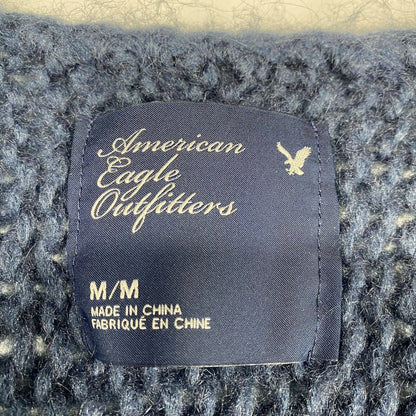 American
Eagle
Outfitters
M/M
MADE IN CHINA
FABRIQUÉ EN CHINE